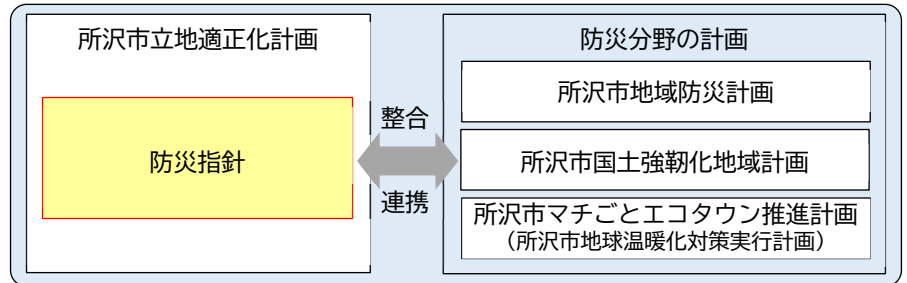 所沢市立地適正化計画
防災指針
整合
連携
防災分野の計画
所沢市地域防災計画
所沢市国土強靭化地域計画
所沢市マチごとエコタウン推進計画
（所沢市地球温暖化対策実行計画）